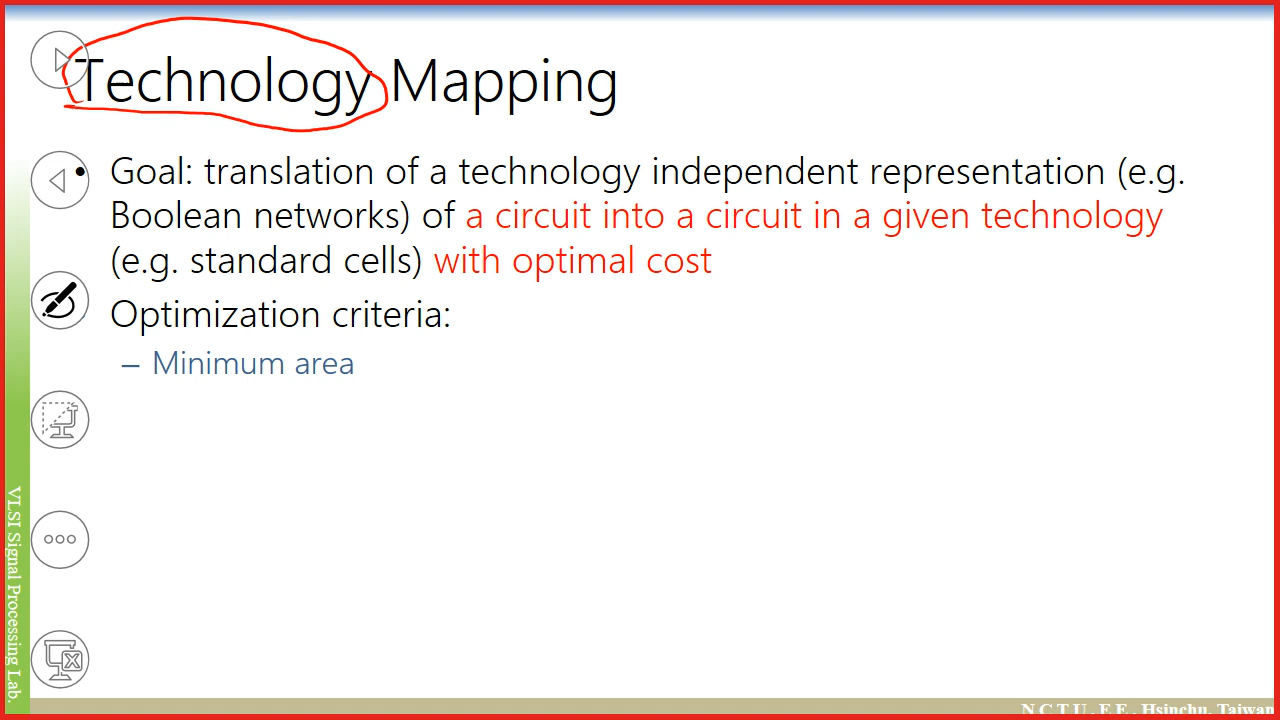 Technology Mapping
Goal: translation of a technology independent representation (e.g.
Boolean networks) of a circuit into a circuit in a given technology
(e.g. standard cells) with optimal cost
Optimization criteria:
– Minimum area
VLSI Signal Processing Lab.
N C T U . E E . Hsinchu, Taiwan